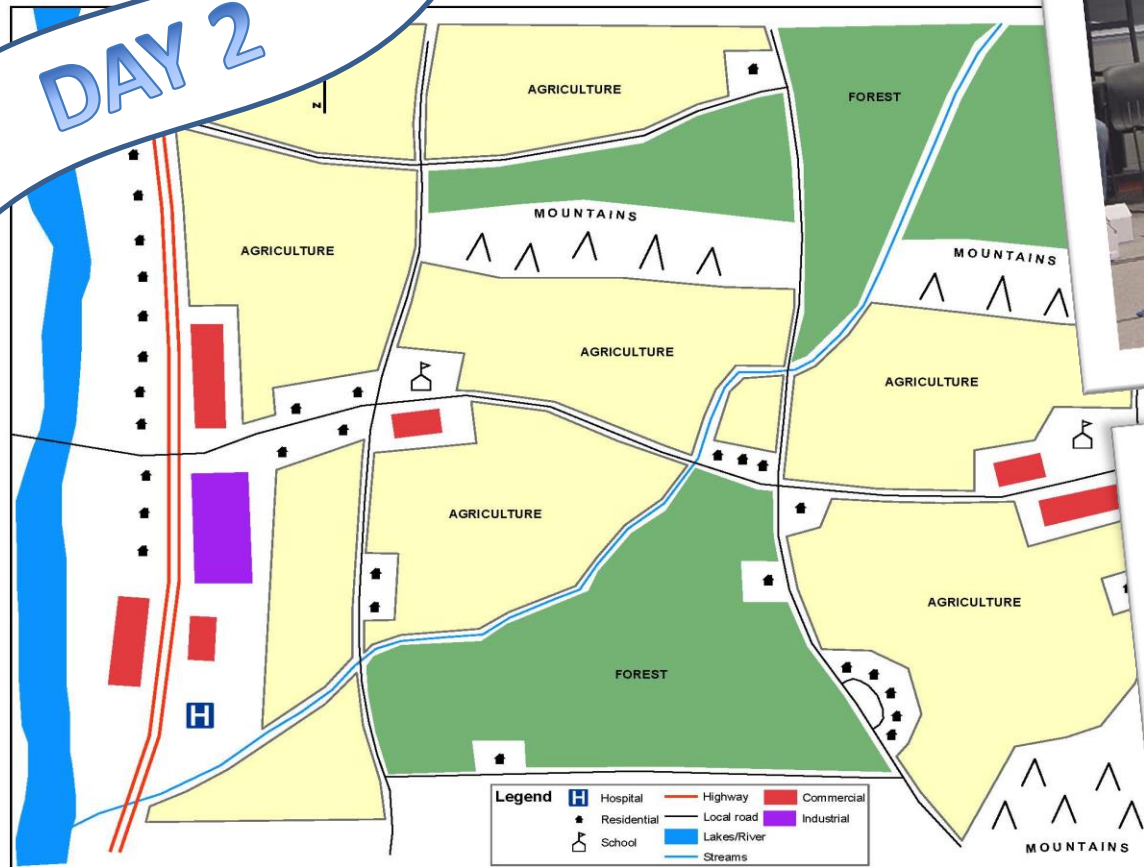 DAY 2
N
AGRICULTURE
FOREST
MOUNTAINS
AGRICULTURE
MOUNTAINS
AGRICULTURE
AGRICULTURE
AGRICULTURE
AGRICULTURE
FOREST
H
Legend
H Hospital
Residential
School
Highway
Local road
Lakes/River
Streams
Commercial
Industrial
MOUNTAINS